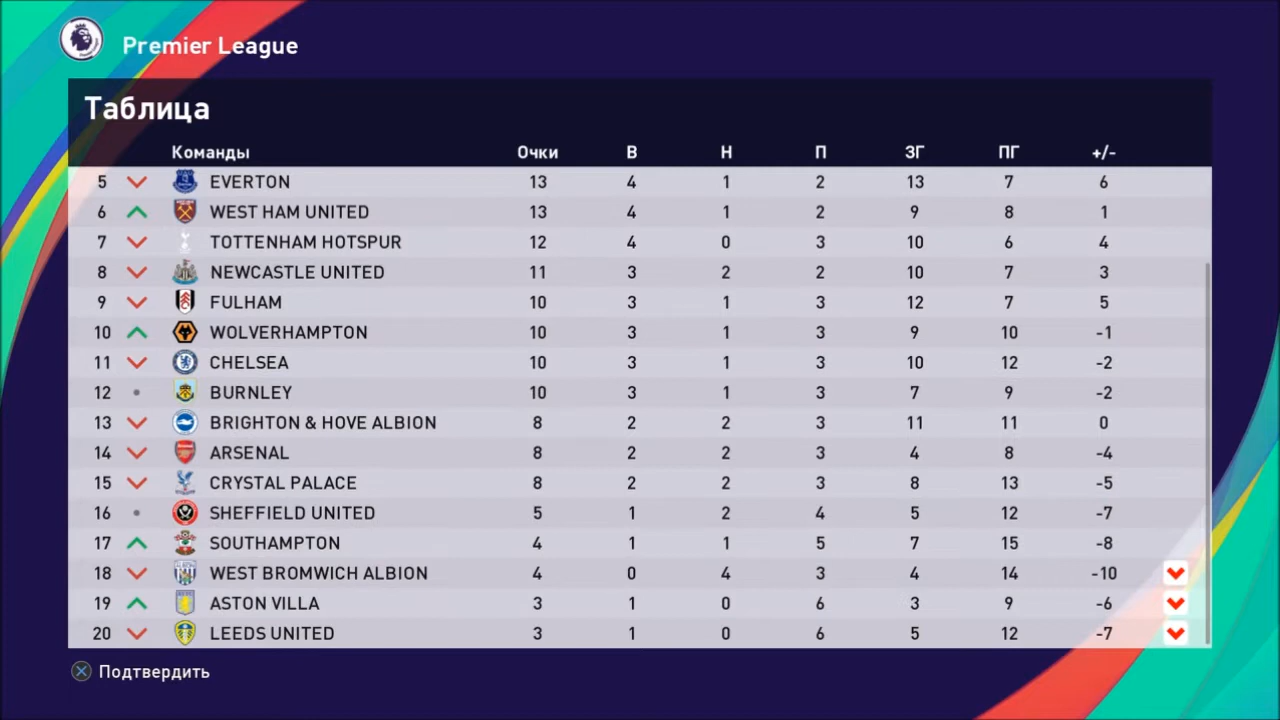 Premier League
Таблица
Команды Очки В Н П ЗГ ПГ +/-
5 EVERTON 13 4 1 2 13 7 6
6 WEST HAM UNITED 13 4 1 2 9 8 1
7 TOTTENHAM HOTSPUR 12 4 0 3 10 6 4
8 NEWCASTLE UNITED 11 3 2 2 10 7 3
9 FULHAM 10 3 1 3 12 7 5
10 WOLVERHAMPTON 10 3 1 3 9 10 -1
11 CHELSEA 10 3 1 3 10 12 -2
12 BURNLEY 10 3 1 3 7 9 -2
13 BRIGHTON & HOVE ALBION 8 2 2 3 11 11 0
14 ARSENAL 8 2 2 3 4 8 -4
15 CRYSTAL PALACE 8 2 2 3 8 13 -5
16 SHEFFIELD UNITED 5 1 2 4 5 12 -7
17 SOUTHAMPTON 4 1 1 5 7 15 -8
18 WEST BROMWICH ALBION 4 0 4 3 4 14 -10
19 ASTON VILLA 3 1 0 6 3 9 -6
20 LEEDS UNITED 3 1 0 6 5 12 -7
Подтвердить